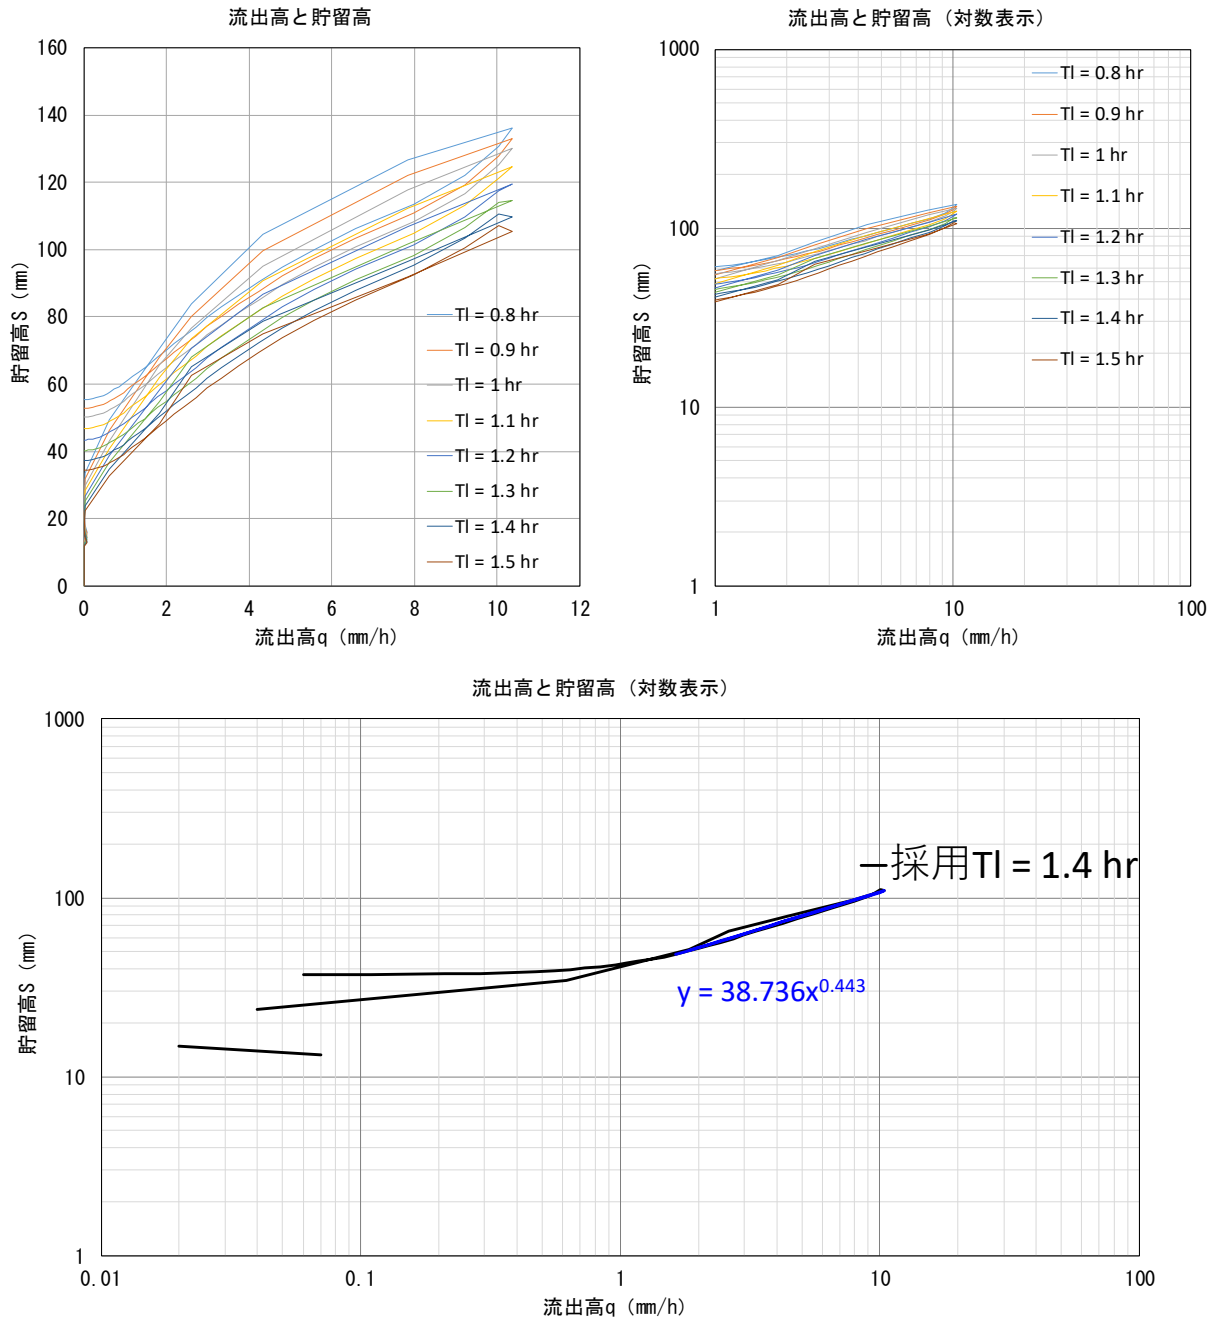 流出高と貯留高
160
140
120
100
80
60
40
20
0
0 2 4 6 8 10 12
貯留高S (mm)
流出高q (mm/h)
Tl = 0.8 hr
Tl = 0.9 hr
Tl = 1 hr
Tl = 1.1 hr
Tl = 1.2 hr
Tl = 1.3 hr
Tl = 1.4 hr
Tl = 1.5 hr
流出高と貯留高 (対数表示)
1000
100
10
1
1 10 100
貯留高S (mm)
流出高q (mm/h)
Tl = 0.8 hr
Tl = 0.9 hr
Tl = 1 hr
Tl = 1.1 hr
Tl = 1.2 hr
Tl = 1.3 hr
Tl = 1.4 hr
Tl = 1.5 hr
流出高と貯留高 (対数表示)
1000
100
10
1
0.01 0.1 1 10 100
貯留高S (mm)
流出高q (mm/h)
採用Tl = 1.4 hr
y = 38.736x^0.443